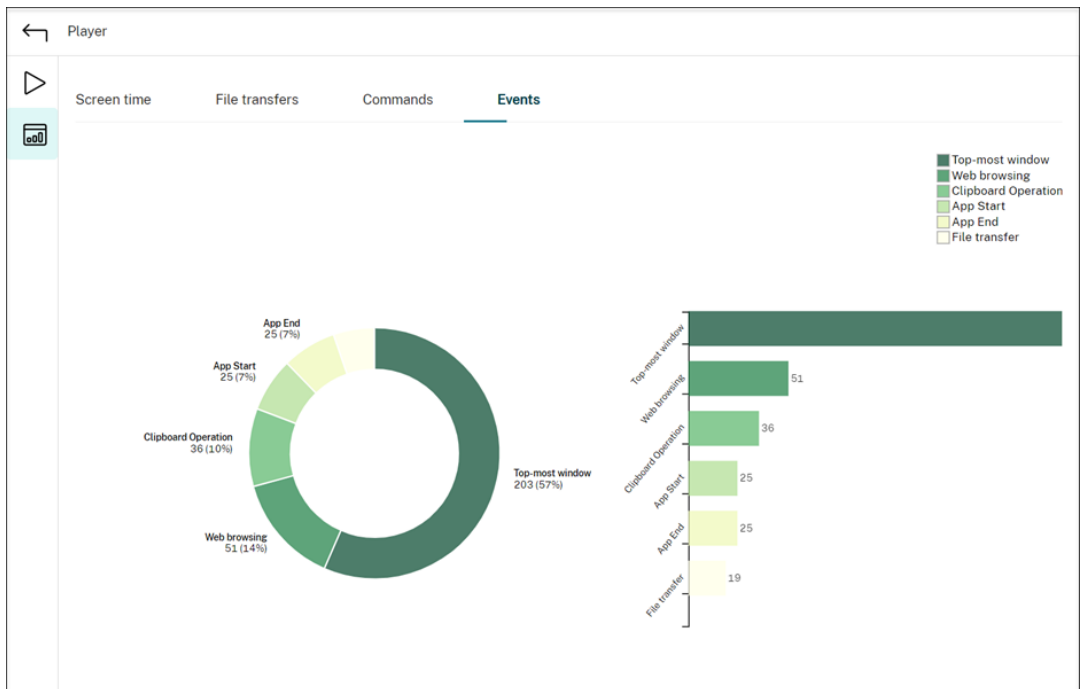 Player
Screen time
File transfers
Commands
Events
Top-most window
Web browsing
Clipboard Operation
App Start
App End
File transfer
App End
25 (7%)
App Start
25 (7%)
Clipboard Operation
36 (10%)
Web browsing
51 (14%)
Top-most window
203 (57%)
Top-most window
Web browsing
51
Clipboard Operation
36
App Start
25
App End
25
File transfer
19